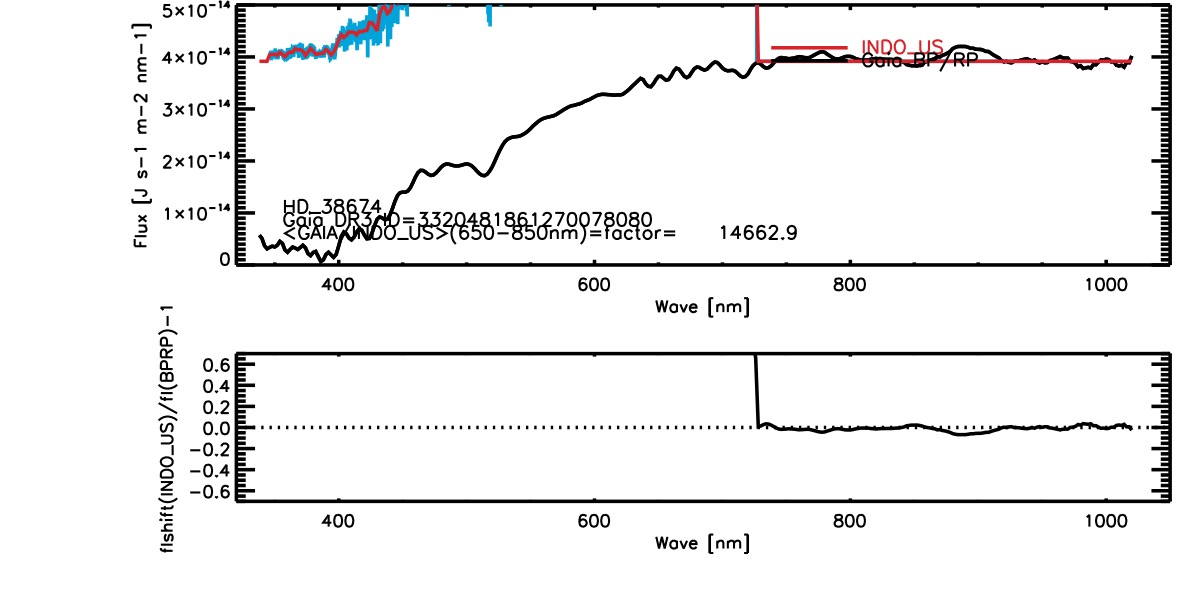 5×10−14
4×10−14
3×10−14
2×10−14
1×10−14
0
Flux [J s−1 m−2 nm−1]
INDO_US
Gaia BP/RP
HD_38674
Gaia DR3 ID=3320481861270078080
<GAIA/INDO_US>(650−850nm)=factor= 14662.9
400 600 800 1000
Wave [nm]
0.6
0.4
0.2
0.0
−0.2
−0.4
−0.6
flshift(INDO_US)/fl(BPRP)−1
400 600 800 1000
Wave [nm]